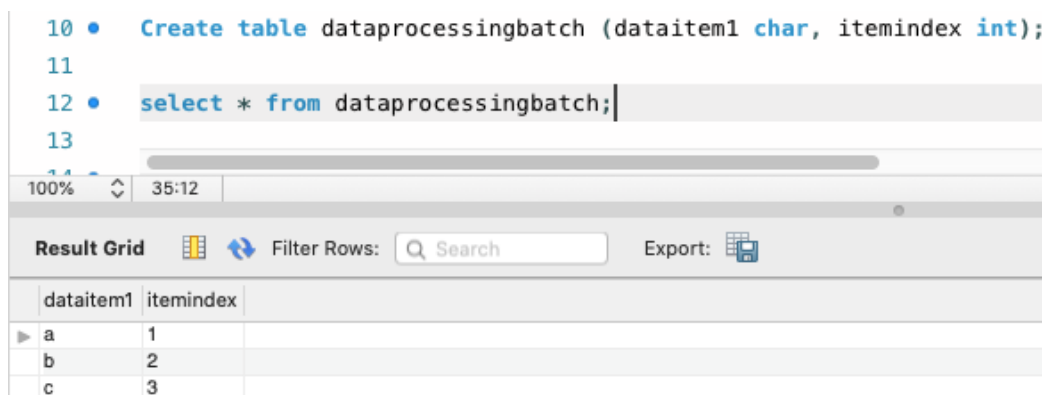 10 Create table dataprocessingbatch (dataitem1 char, itemindex int);
11
12 select * from dataprocessingbatch;
13
100% 35:12
Result Grid Filter Rows: Search Export:
dataitem1 itemindex
a 1
b 2
c 3